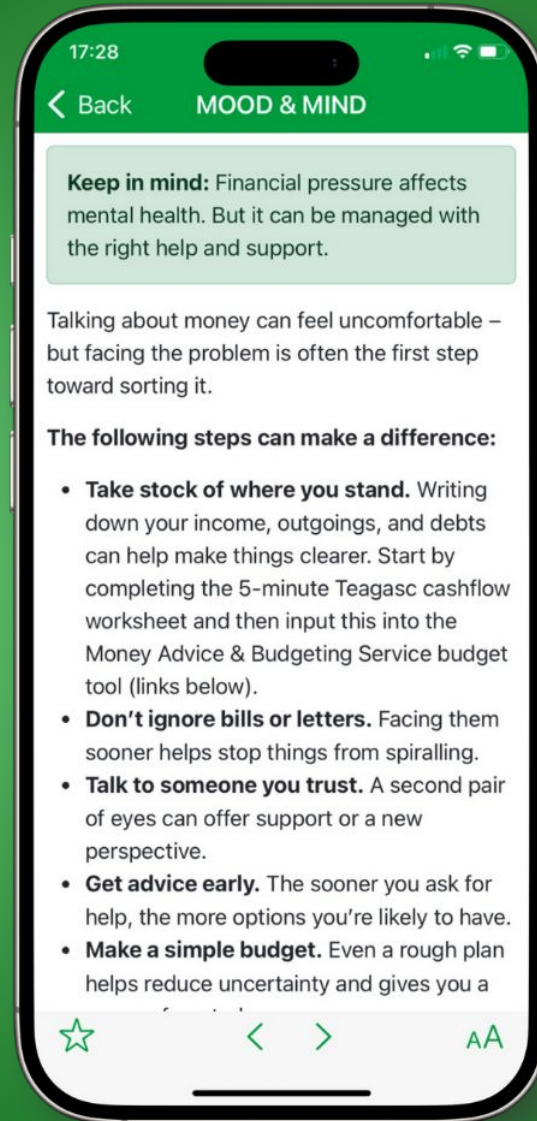 17:28
Back MOOD & MIND
Keep in mind: Financial pressure affects
mental health. But it can be managed with
the right help and support.
Talking about money can feel uncomfortable –
but facing the problem is often the first step
toward sorting it.
The following steps can make a difference:
• Take stock of where you stand. Writing
down your income, outgoings, and debts
can help make things clearer. Start by
completing the 5-minute Teagasc cashflow
worksheet and then input this into the
Money Advice & Budgeting Service budget
tool (links below).
• Don’t ignore bills or letters. Facing them
sooner helps stop things from spiralling.
• Talk to someone you trust. A second pair
of eyes can offer support or a new
perspective.
• Get advice early. The sooner you ask for
help, the more options you’re likely to have.
• Make a simple budget. Even a rough plan
helps reduce uncertainty and gives you a
AA